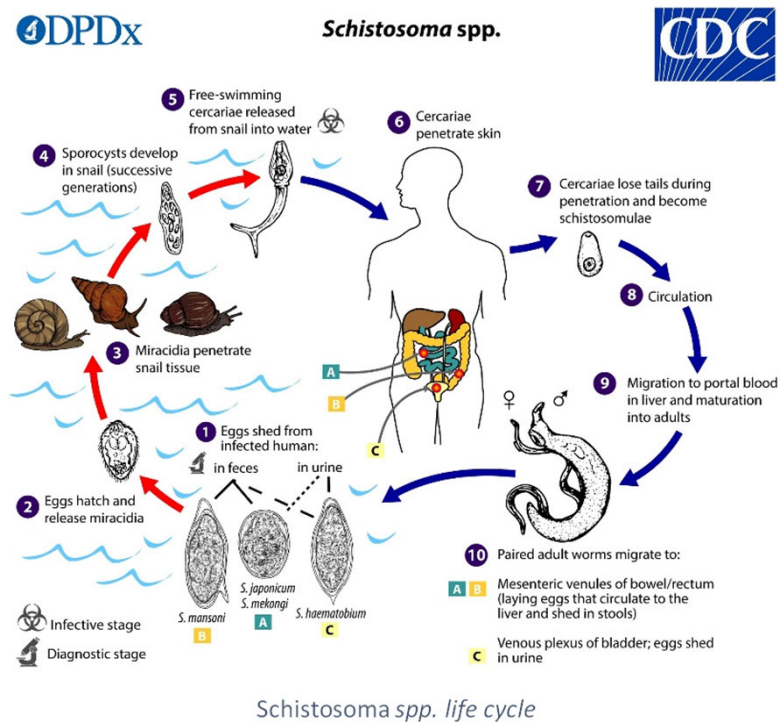 DPDx
Schistosoma spp.
CDC
5 Free-swimming
cercariae released
from snail into water
6 Cercariae
penetrate skin
4 Sporocysts develop
in snail (successive
generations)
7 Cercariae lose tails during
penetration and become
schistosomulae
8 Circulation
3 Miracidia penetrate
snail tissue
A
B
C
9 Migration to portal blood
in liver and maturation
into adults
♀ ♂
1 Eggs shed from
infected human:
in feces
in urine
2 Eggs hatch and
release miracidia
S. mansoni
B
S. japonicum
S. mekongi
A
S. haematobium
C
10 Paired adult worms migrate to:
A B Mesenteric venules of bowel/rectum
(laying eggs that circulate to the
liver and shed in stools)
C Venous plexus of bladder; eggs shed
in urine
Infective stage
Diagnostic stage
Schistosoma spp. life cycle